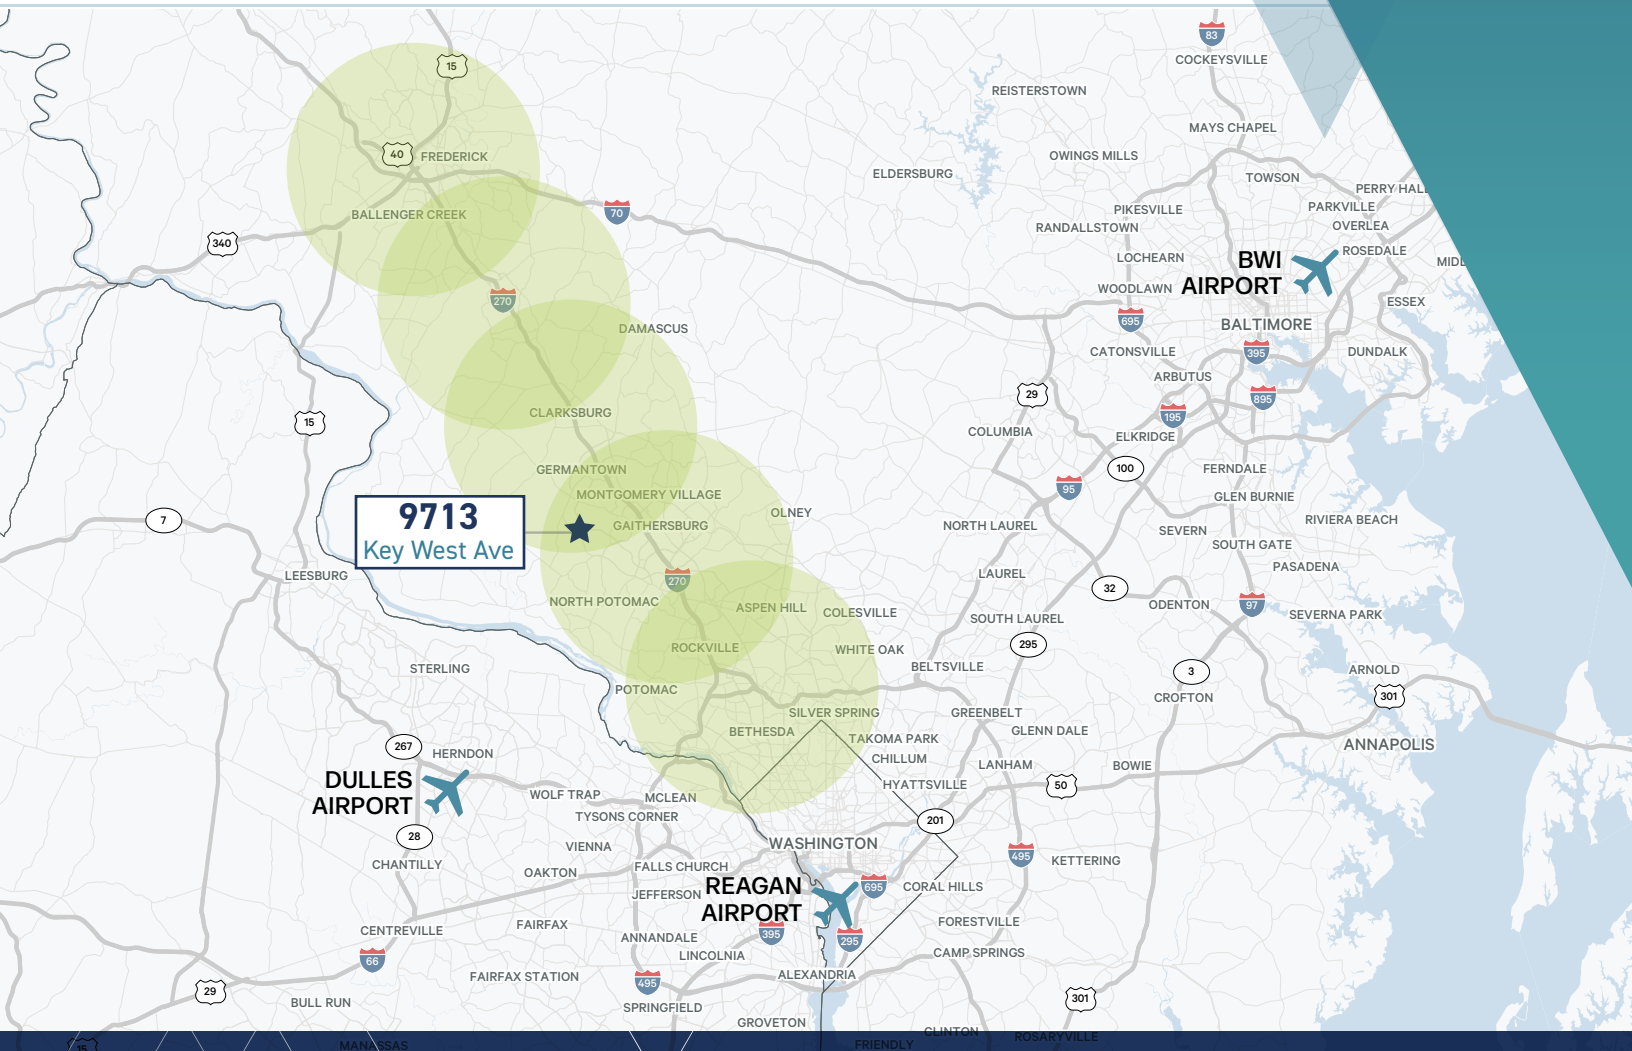 83
COCKEYSVILLE
15
REISTERSTOWN
MAYS CHAPEL
40
FREDERICK
OWINGS MILLS
ELDERSBURG
TOWSON
PERRY HALL
BALLENGER CREEK
70
PIKESVILLE
PARKVILLE
RANDALLSTOWN
OVERLEA
340
LOCHEARN
BWI
AIRPORT
ROSEDALE
MIDL
WOODLAWN
270
ESSEX
DAMASCUS
695
BALTIMORE
CATONSVILLE
395
DUNDALK
ARBUTUS
29
895
CLARKSBURG
195
15
COLUMBIA
ELKRIDGE
GERMANTOWN
100
FERNDALE
MONTGOMERY VILLAGE
95
GLEN BURNIE
9713
Key West Ave
GAITHERSBURG
OLNEY
NORTH LAUREL
RIVIERA BEACH
7
SEVERN
SOUTH GATE
LEESBURG
270
LAUREL
PASADENA
32
NORTH POTOMAC
ASPEN HILL
COLESVILLE
ODENTON
97
SEVERNA PARK
SOUTH LAUREL
ROCKVILLE
WHITE OAK
295
STERLING
BELTSVILLE
3
ARNOLD
POTOMAC
CROFTON
301
SILVER SPRING
GREENBELT
BETHESDA
TAKOMA PARK
GLENN DALE
267
HERNDON
CHILLUM
ANNAPOLIS
DULLES
AIRPORT
LANHAM
BOWIE
HYATTSVILLE
50
WOLF TRAP
MCLEAN
TYSONS CORNER
201
28
VIENNA
WASHINGTON
CHANTILLY
OAKTON
FALLS CHURCH
495
KETTERING
REAGAN
AIRPORT
JEFFERSON
695
CORAL HILLS
CENTREVILLE
FAIRFAX
ANNANDALE
395
295
FORESTVILLE
66
LINCOLNIA
CAMP SPRINGS
FAIRFAX STATION
495
ALEXANDRIA
29
BULL RUN
SPRINGFIELD
301
GROVETON
CLINTON
ROSARYVILLE
15
MANASSAS
FRIENDLY